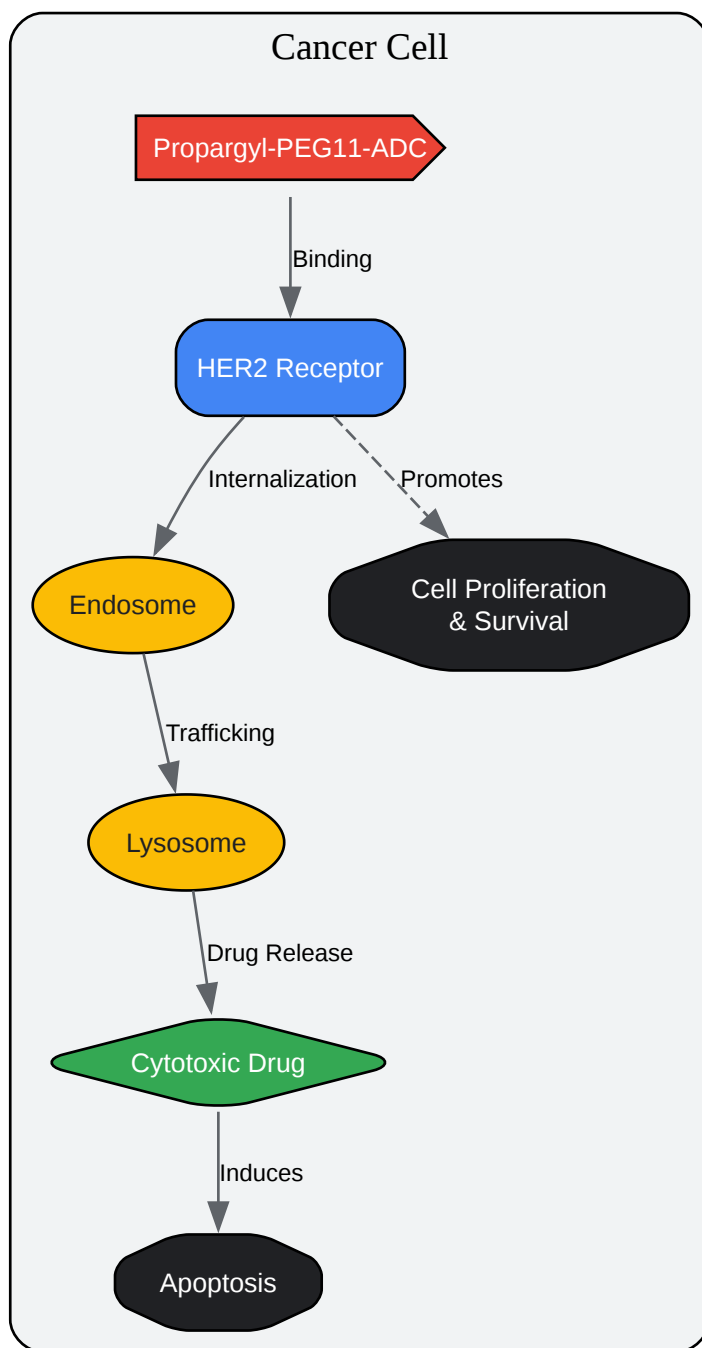 Cancer Cell
Propargyl-PEG11-ADC
Binding
HER2 Receptor
Internalization
Promotes
Endosome
Cell Proliferation
& Survival
Trafficking
Lysosome
Drug Release
Cytotoxic Drug
Induces
Apoptosis